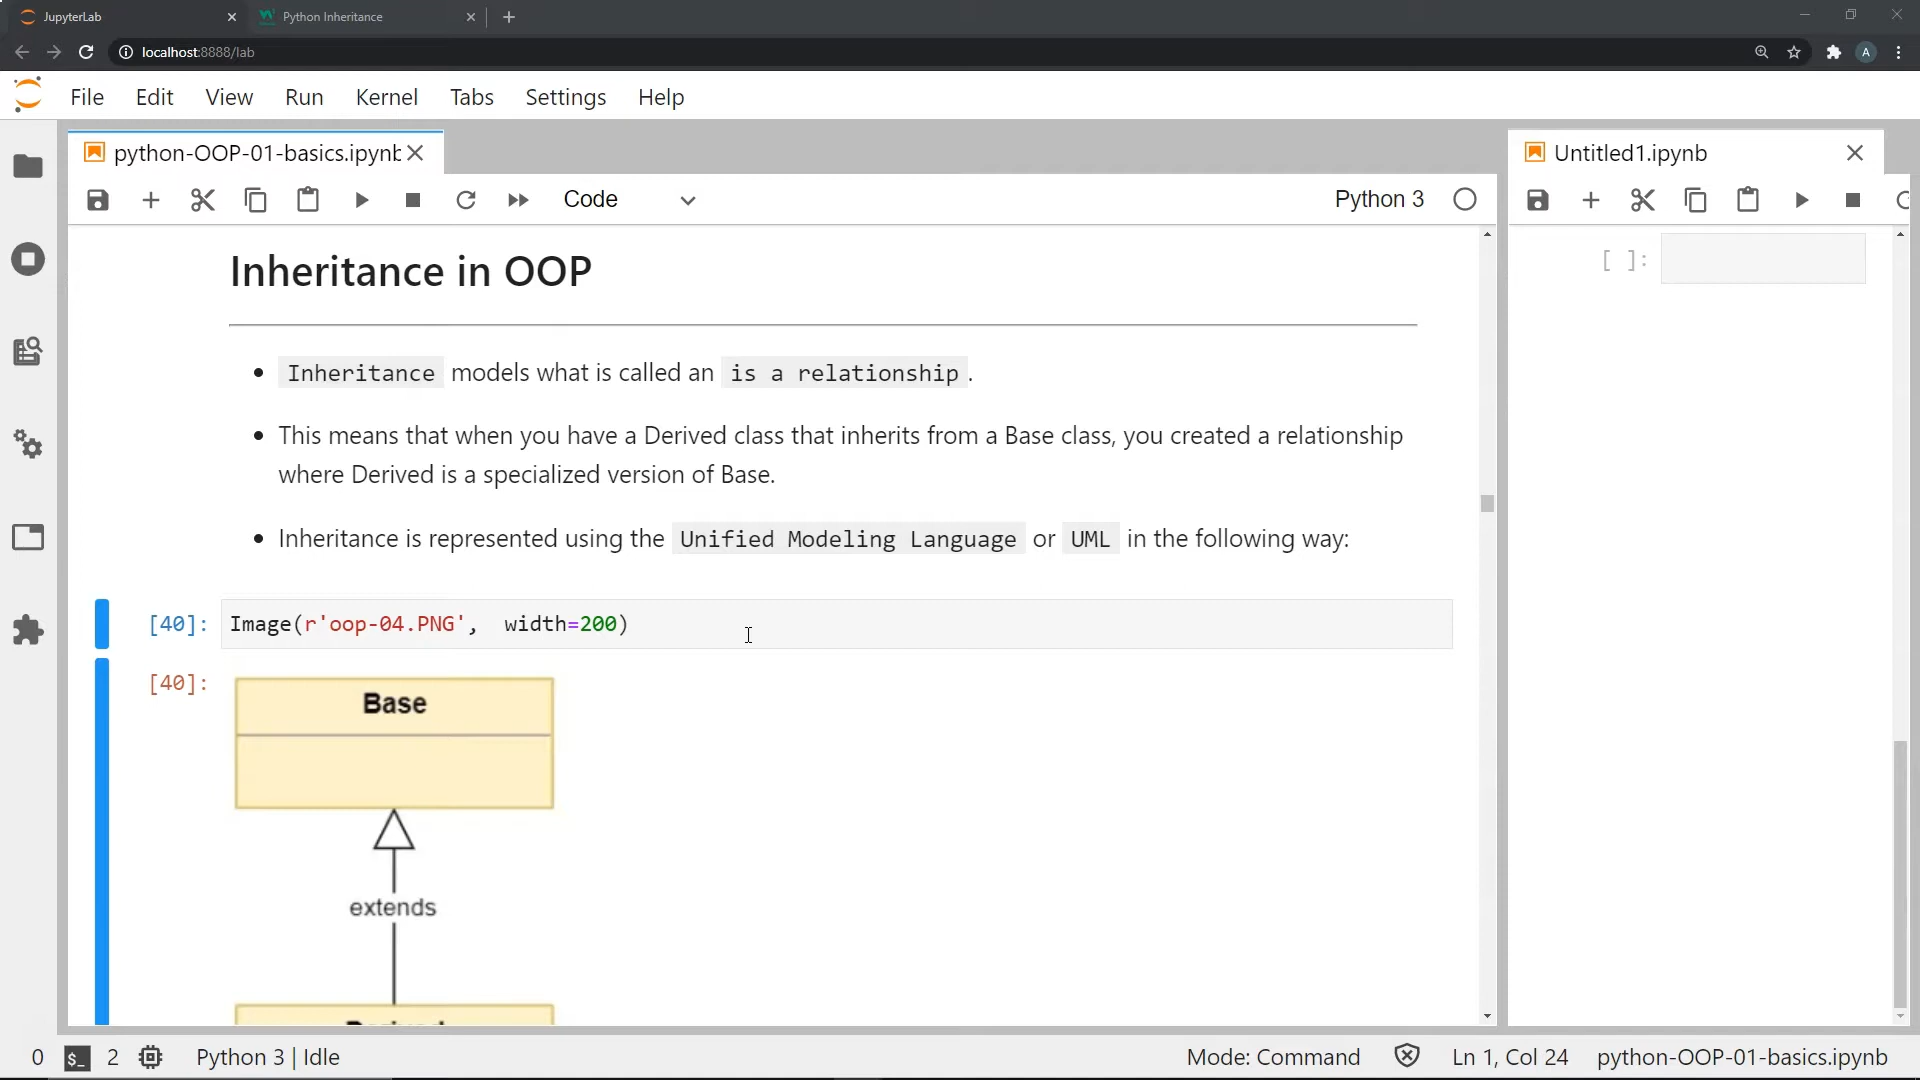 JupyterLab
Python Inheritance
localhost:8888/lab
A
File Edit View Run Kernel Tabs Settings Help
python-OOP-01-basics.ipynb
Untitled1.ipynb
Code
Python 3
Inheritance in OOP
[ ]:
Inheritance models what is called an is a relationship.
This means that when you have a Derived class that inherits from a Base class, you created a relationship
where Derived is a specialized version of Base.
Inheritance is represented using the Unified Modeling Language or UML in the following way:
[40]: Image(r'oop-04.PNG', width=200)
[40]:
Base
extends
0 $_ 2 Python 3 | Idle Mode: Command Ln 1, Col 24 python-OOP-01-basics.ipynb